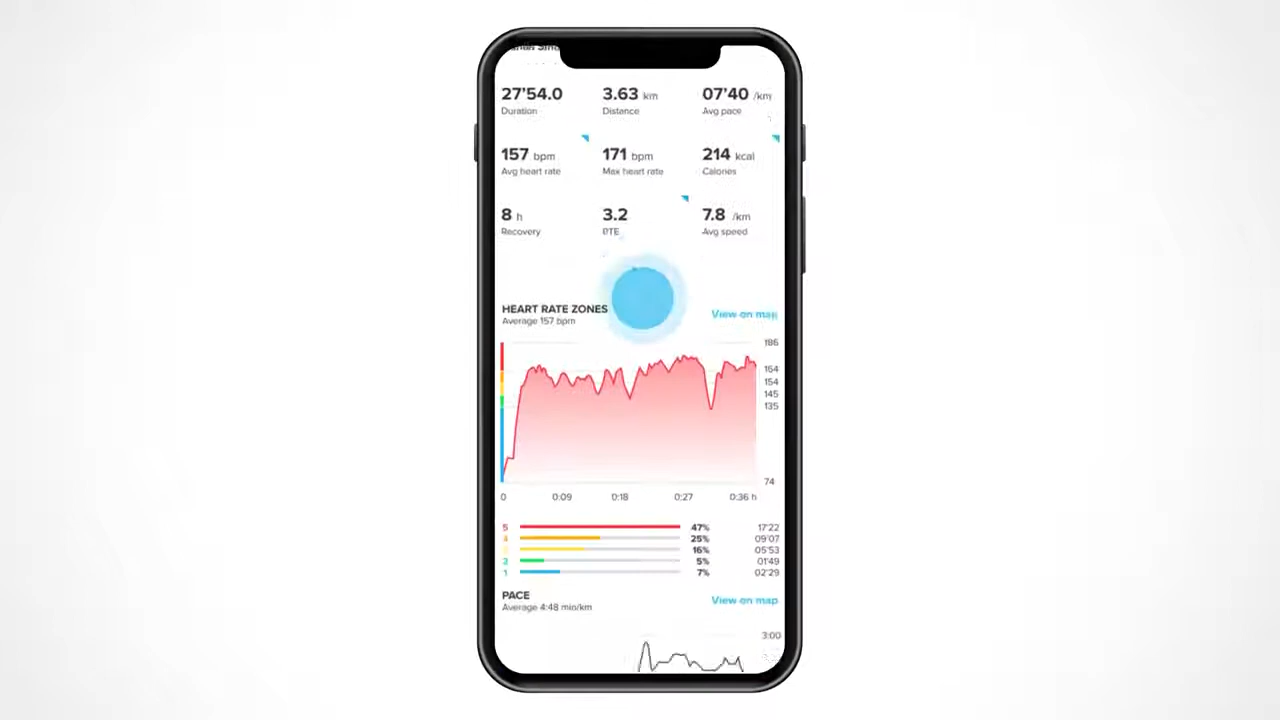 27'54.0 3.63 km 07'40 /km
Duration Distance Avg pace
157 bpm 171 bpm 214 kcal
Avg heart rate Max heart rate Calories
8 h 3.2 7.8 /km
Recovery PTE Avg speed
HEART RATE ZONES
Average 157 bpm
View on map
186
164
154
145
135
74
0 0:09 0:18 0:27 0:36 h
5 47% 17'22
4 25% 09'07
16% 05'53
2 5% 01'49
1 7% 02'29
PACE
Average 4:48 min/km
View on map
3:00